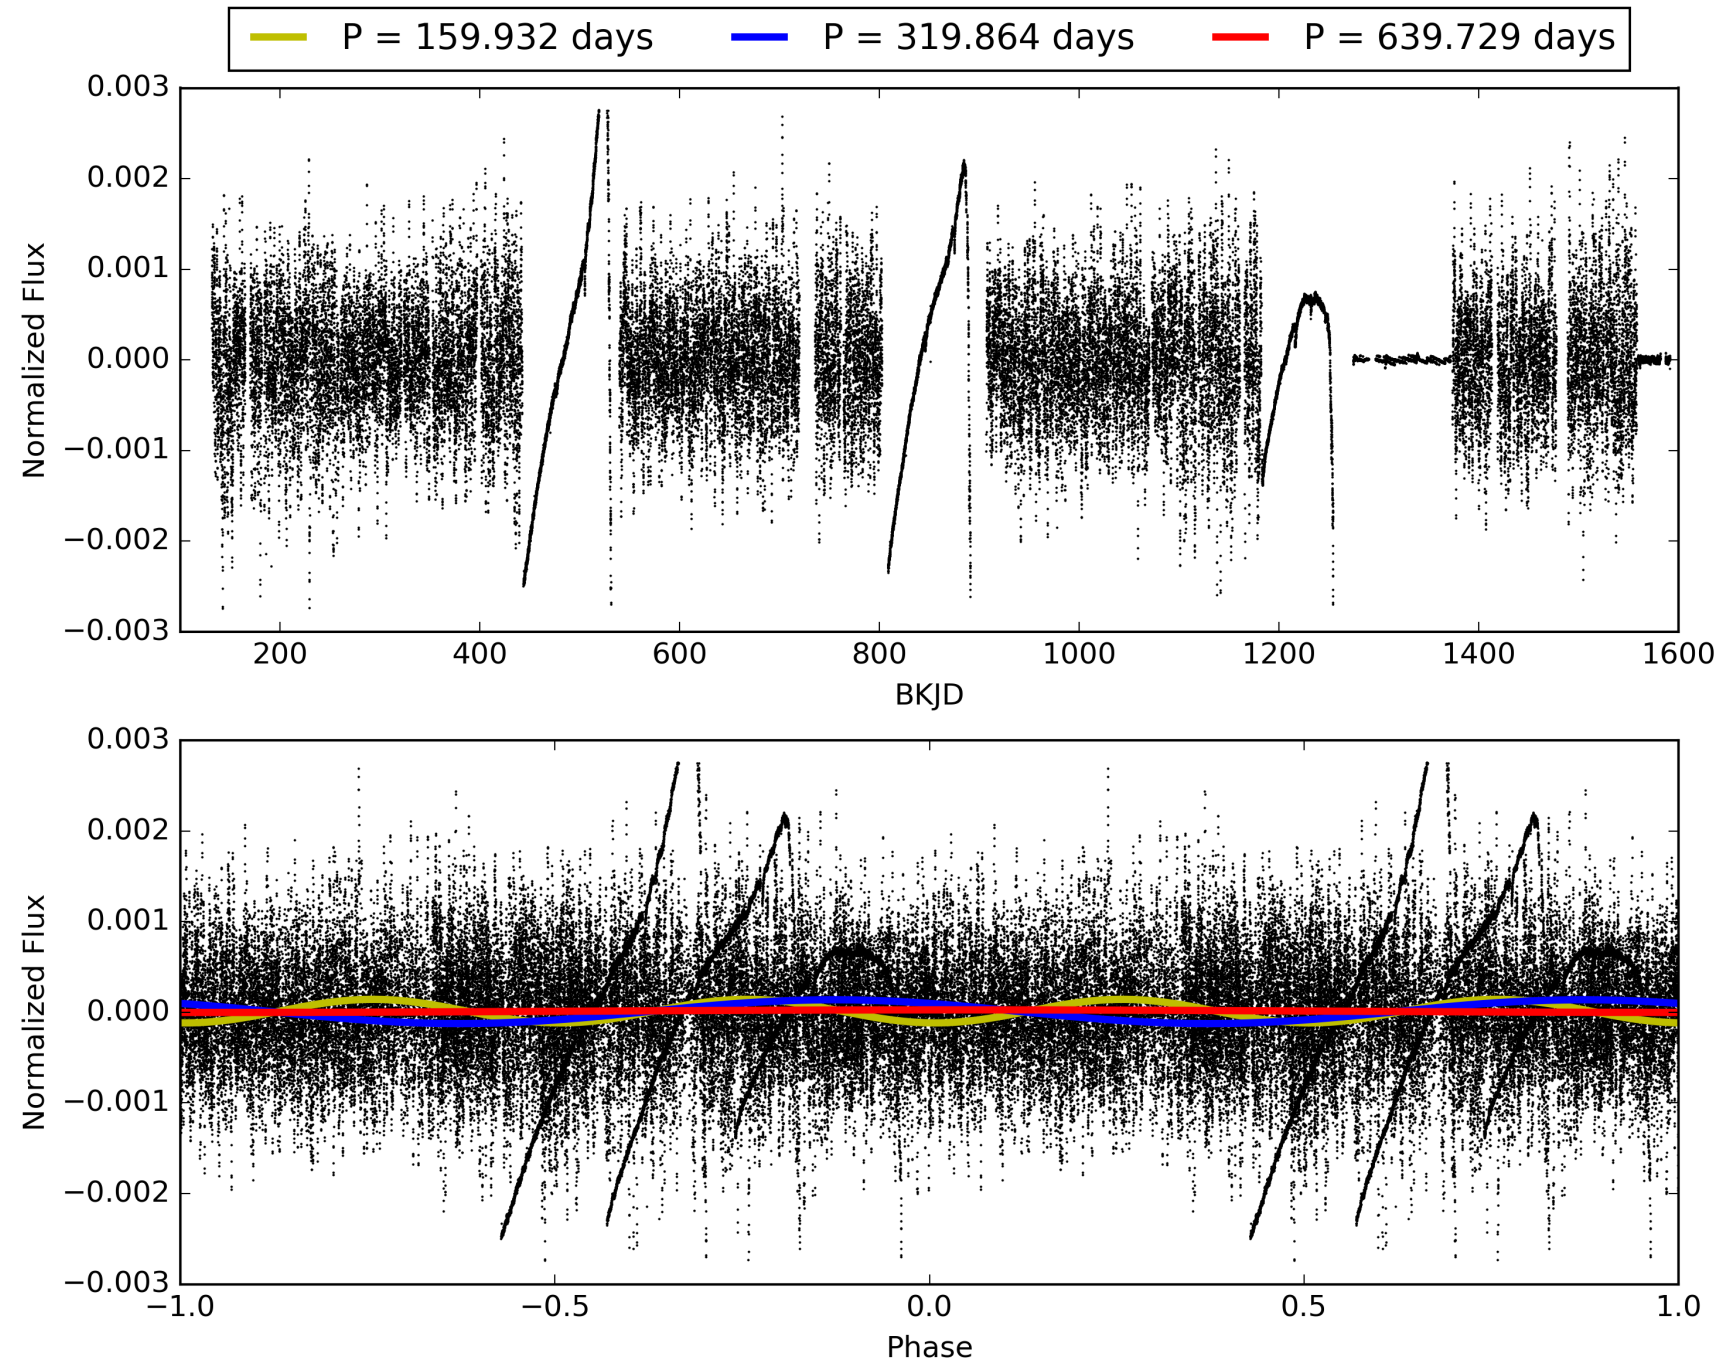 P = 159.932 days P = 319.864 days P = 639.729 days
0.003
0.002
0.001
0.000
−0.001
−0.002
−0.003
Normalized Flux
200 400 600 800 1000 1200 1400 1600
BKJD
0.003
0.002
0.001
0.000
−0.001
−0.002
−0.003
Normalized Flux
−1.0 −0.5 0.0 0.5 1.0
Phase